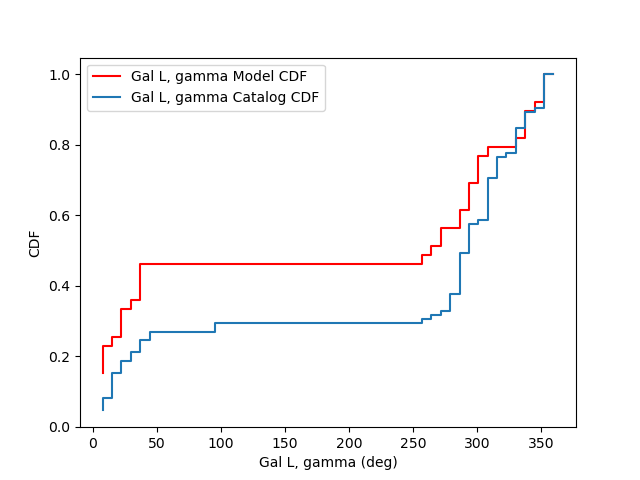 Gal L, gamma Model CDF
Gal L, gamma Catalog CDF
1.0
0.8
0.6
0.4
0.2
0.0
CDF
0 50 100 150 200 250 300 350
Gal L, gamma (deg)